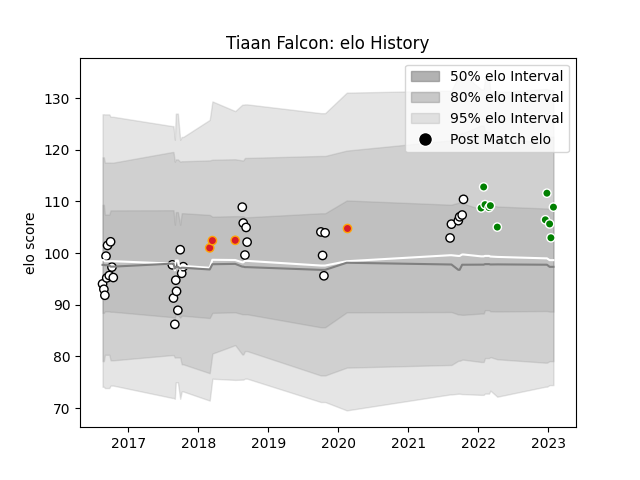 Tiaan Falcon: elo History
50% elo Interval
80% elo Interval
95% elo Interval
Post Match elo
elo score
130
120
110
100
90
80
70
2017 2018 2019 2020 2021 2022 2023